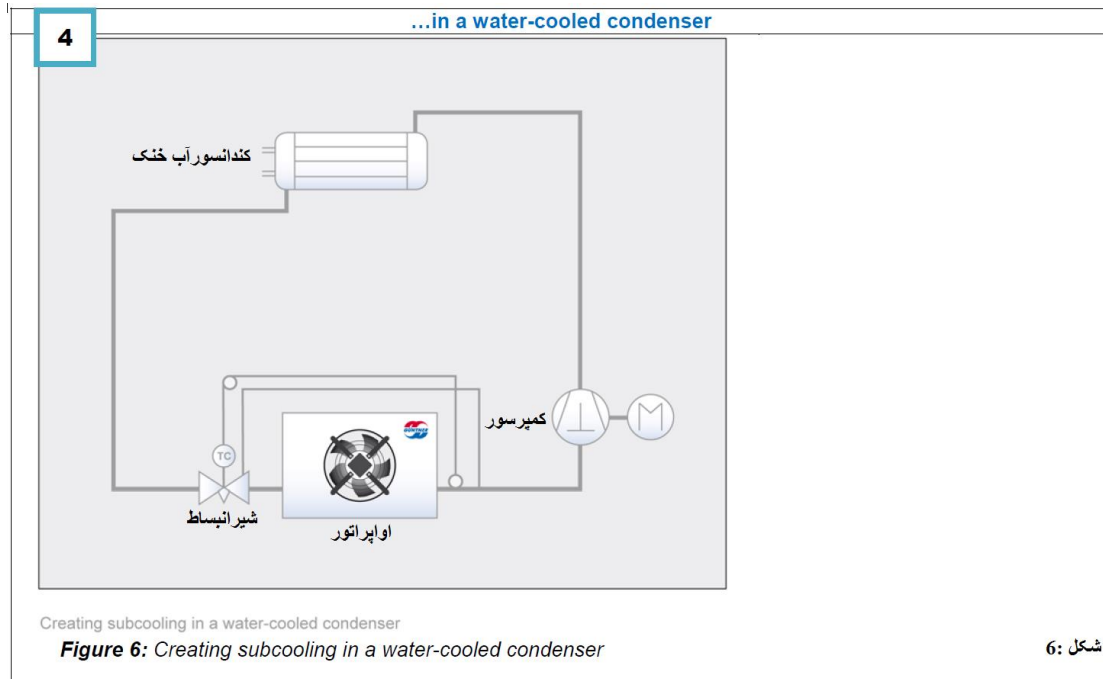 ...in a water-cooled condenser
4
کندانسورآب خنک
کمپرسور
M
TC
شیرانبساط
اواپراتور
GÜNTNER
Creating subcooling in a water-cooled condenser
Figure 6: Creating subcooling in a water-cooled condenser
شکل :6